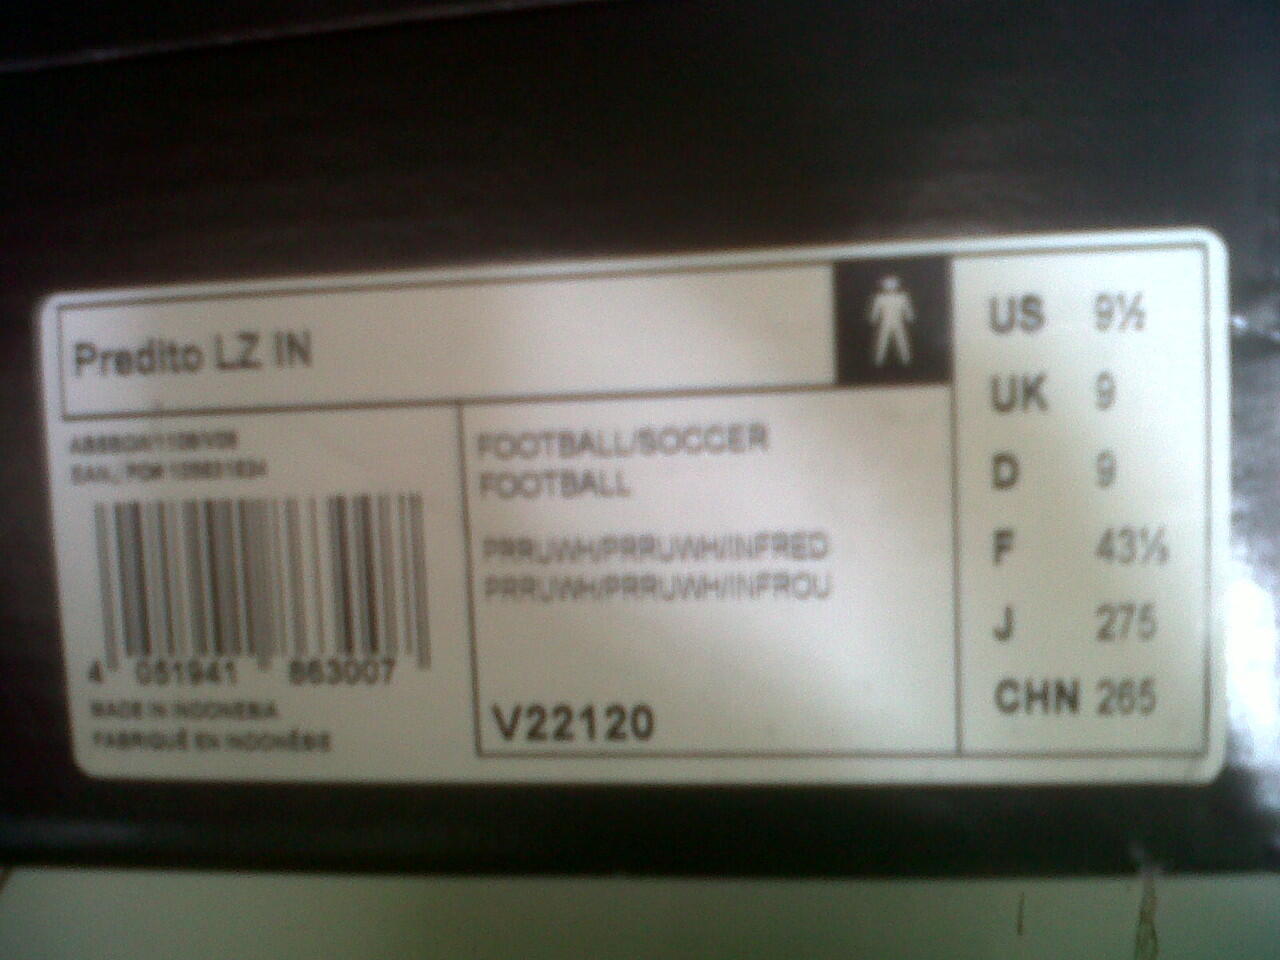 Predito LZ IN
US 9½
UK 9
D 9
F 43⅓
J 275
CHN 265
FOOTBALL/SOCCER
FOOTBALL
PRRUWH/PRRUWH/INFRED
PRRUWH/PRRUWH/INFROU
V22120
4 051941 863007
MADE IN INDONESIA
FABRIQUÉ EN INDONÉSIE